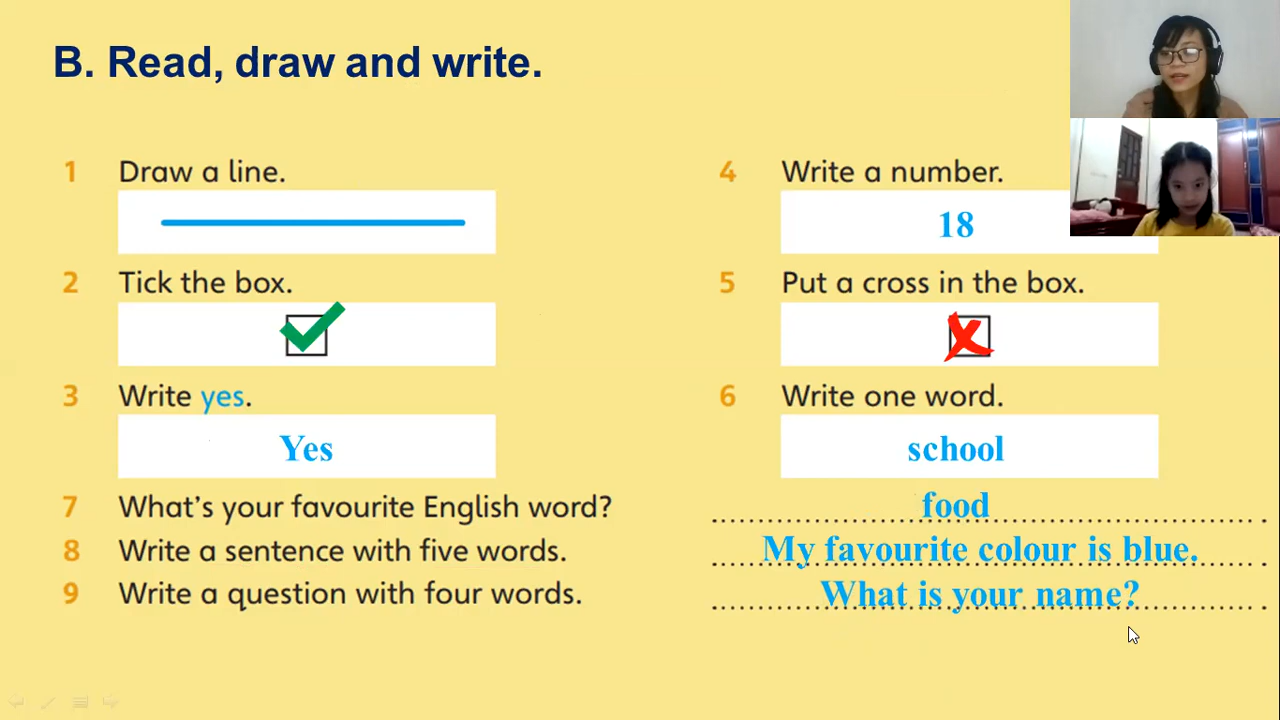 B. Read, draw and write.
1 Draw a line.
2 Tick the box.
3 Write yes.
Yes
4 Write a number.
18
5 Put a cross in the box.
6 Write one word.
school
7 What's your favourite English word?
food
8 Write a sentence with five words.
My favourite colour is blue.
9 Write a question with four words.
What is your name?